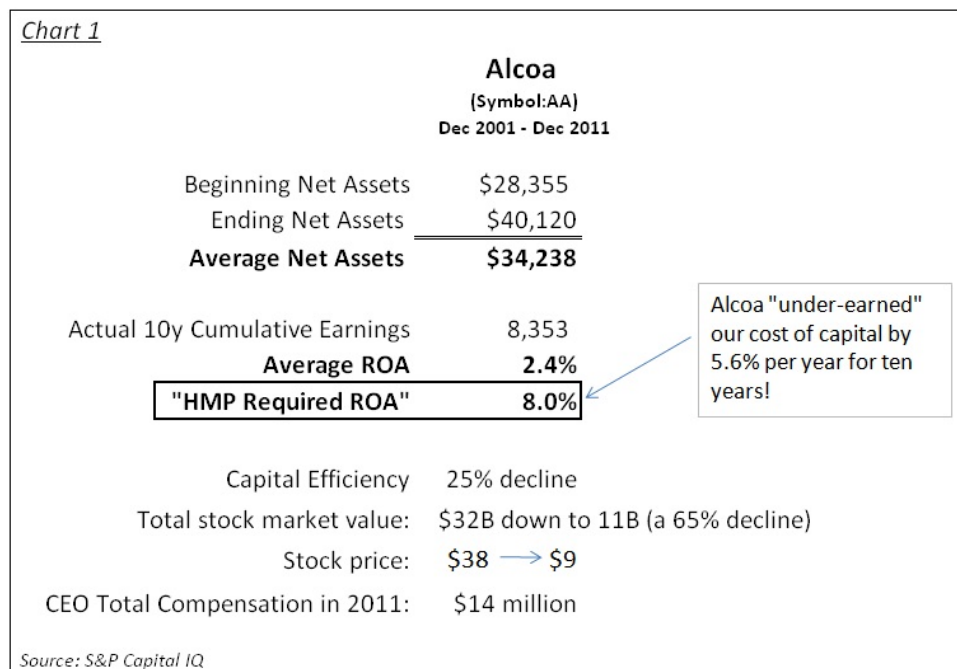 Chart 1
Alcoa
(Symbol:AA)
Dec 2001 - Dec 2011
Beginning Net Assets $28,355
Ending Net Assets $40,120
Average Net Assets $34,238
Actual 10y Cumulative Earnings 8,353
Average ROA 2.4%
"HMP Required ROA" 8.0%
Alcoa "under-earned"
our cost of capital by
5.6% per year for ten
years!
Capital Efficiency 25% decline
Total stock market value: $32B down to 11B (a 65% decline)
Stock price: $38 → $9
CEO Total Compensation in 2011: $14 million
Source: S&P Capital IQ